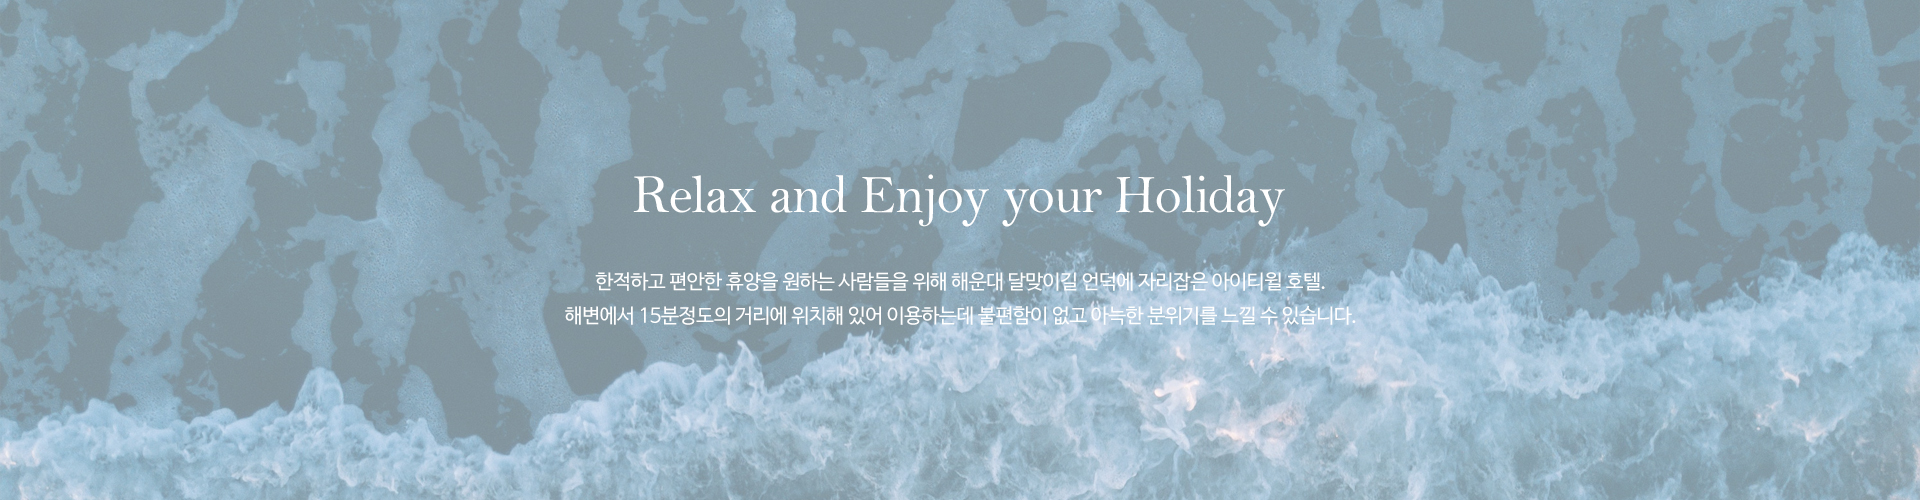 Relax and Enjoy your Holiday
한적하고 편안한 휴양을 원하는 사람들을 위해 해운대 달맞이길 언덕에 자리잡은 아이티윌 호텔.
해변에서 15분정도의 거리에 위치해 있어 이용하는데 불편함이 없고 아늑한 분위기를 느낄 수 있습니다.